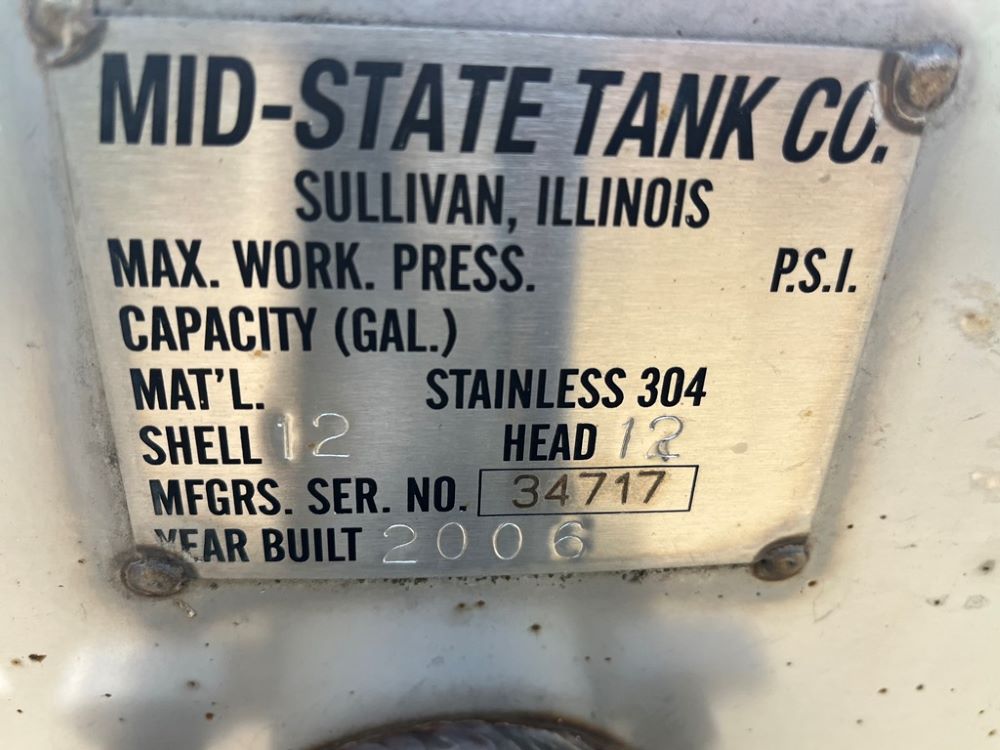 MID-STATE TANK CO.
SULLIVAN, ILLINOIS
MAX. WORK. PRESS. P.S.I.
CAPACITY (GAL.)
MAT'L. STAINLESS 304
SHELL 12 HEAD 12
MFGRS. SER. NO. 34717
YEAR BUILT 2006